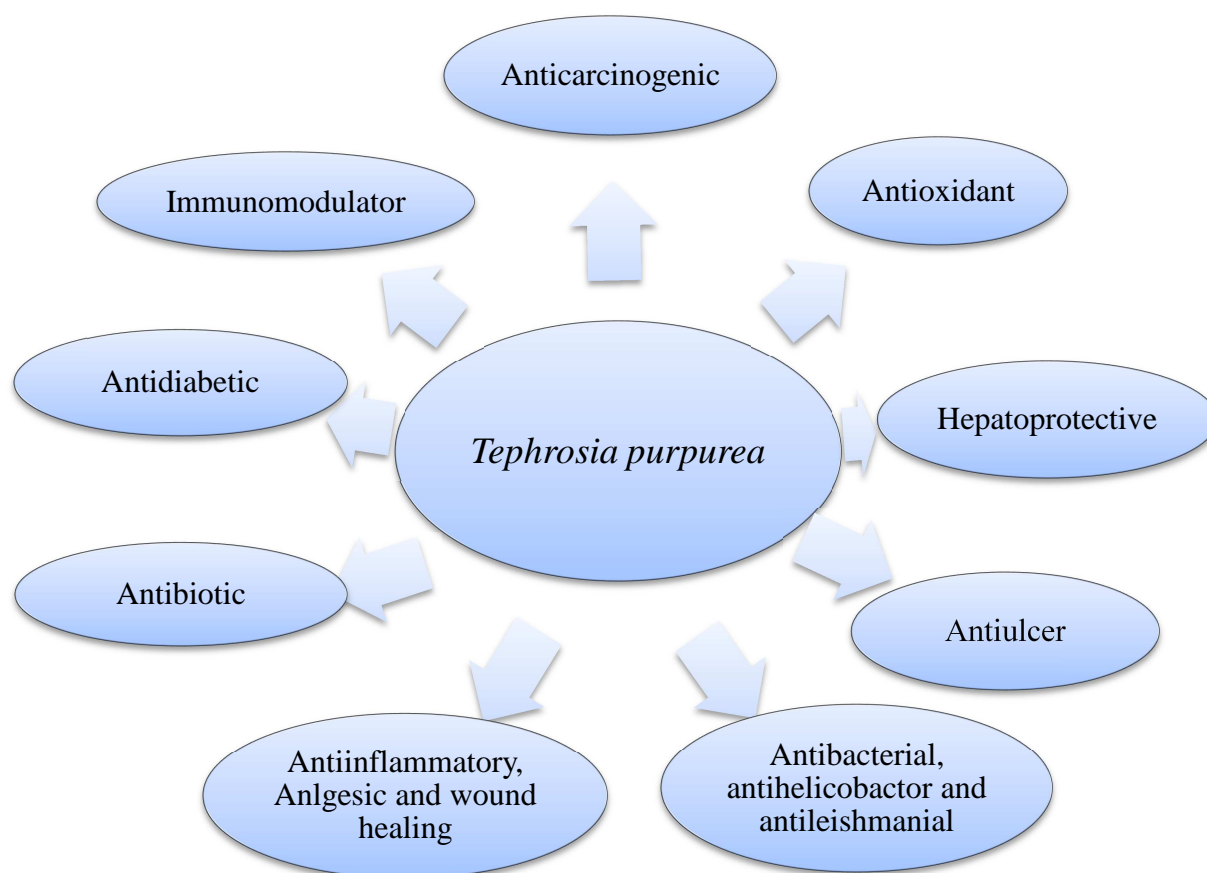 Anticarcinogenic
Antioxidant
Immunomodulator
Antidiabetic
Hepatoprotective
Tephrosia purpurea
Antibiotic
Antiulcer
Antiinflammatory,
Anlgesic and wound
healing
Antibacterial,
antihelicobactor and
antileishmanial